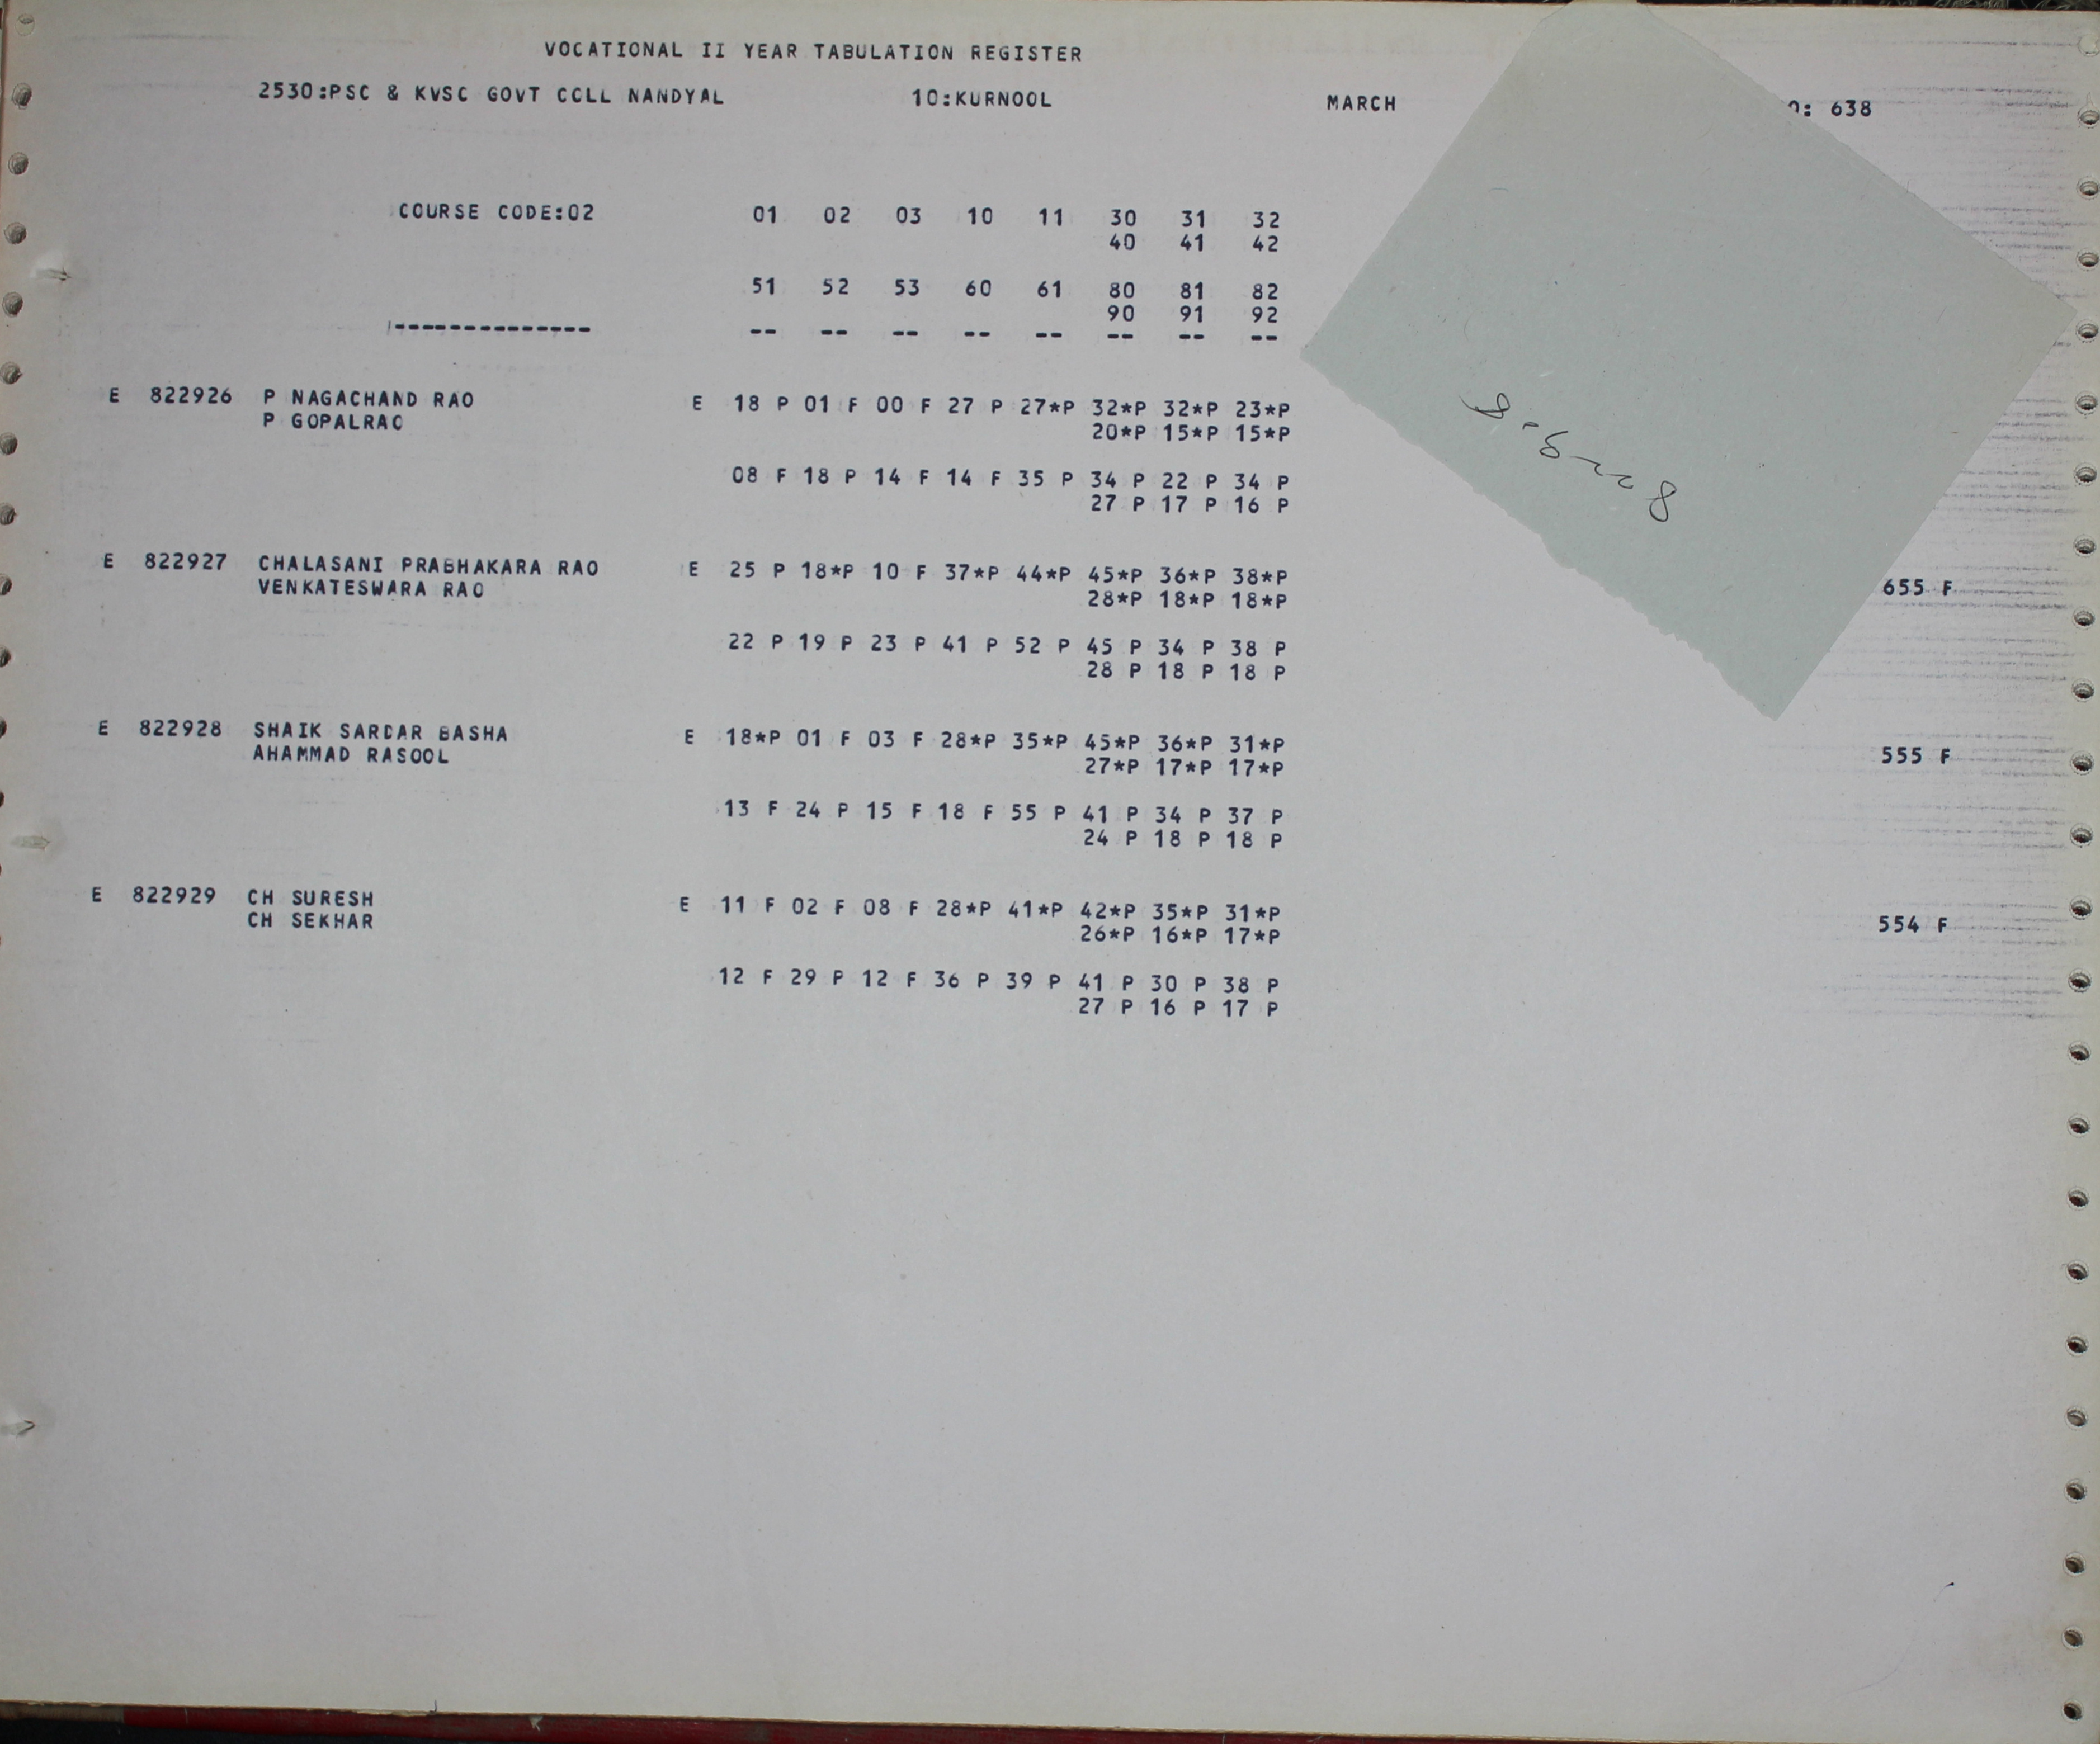 VOCATIONAL II YEAR TABULATION REGISTER
2530:PSC & KVSC GOVT COLL NANDYAL 10:KURNOOL MARCH : 638
COURSE CODE:02 01 02 03 10 11 30 31 32
40 41 42
51 52 53 60 61 80 81 82
90 91 92
-------------- -- -- -- -- -- -- -- --
E 822926 P NAGACHAND RAO E 18 P 01 F 00 F 27 P 27*P 32*P 32*P 23*P
P GOPALRAO 20*P 15*P 15*P
08 F 18 P 14 F 14 F 35 P 34 P 22 P 34 P
27 P 17 P 16 P
E 822927 CHALASANI PRABHAKARA RAO E 25 P 18*P 10 F 37*P 44*P 45*P 36*P 38*P 655 F
VENKATESWARA RAO 28*P 18*P 18*P
22 P 19 P 23 P 41 P 52 P 45 P 34 P 38 P
28 P 18 P 18 P
E 822928 SHAIK SARDAR BASHA E 18*P 01 F 03 F 28*P 35*P 45*P 36*P 31*P 555 F
AHAMMAD RASOOL 27*P 17*P 17*P
13 F 24 P 15 F 18 F 55 P 41 P 34 P 37 P
24 P 18 P 18 P
E 822929 CH SURESH E 11 F 02 F 08 F 28*P 41*P 42*P 35*P 31*P 554 F
CH SEKHAR 26*P 16*P 17*P
12 F 29 P 12 F 36 P 39 P 41 P 30 P 38 P
27 P 16 P 17 P